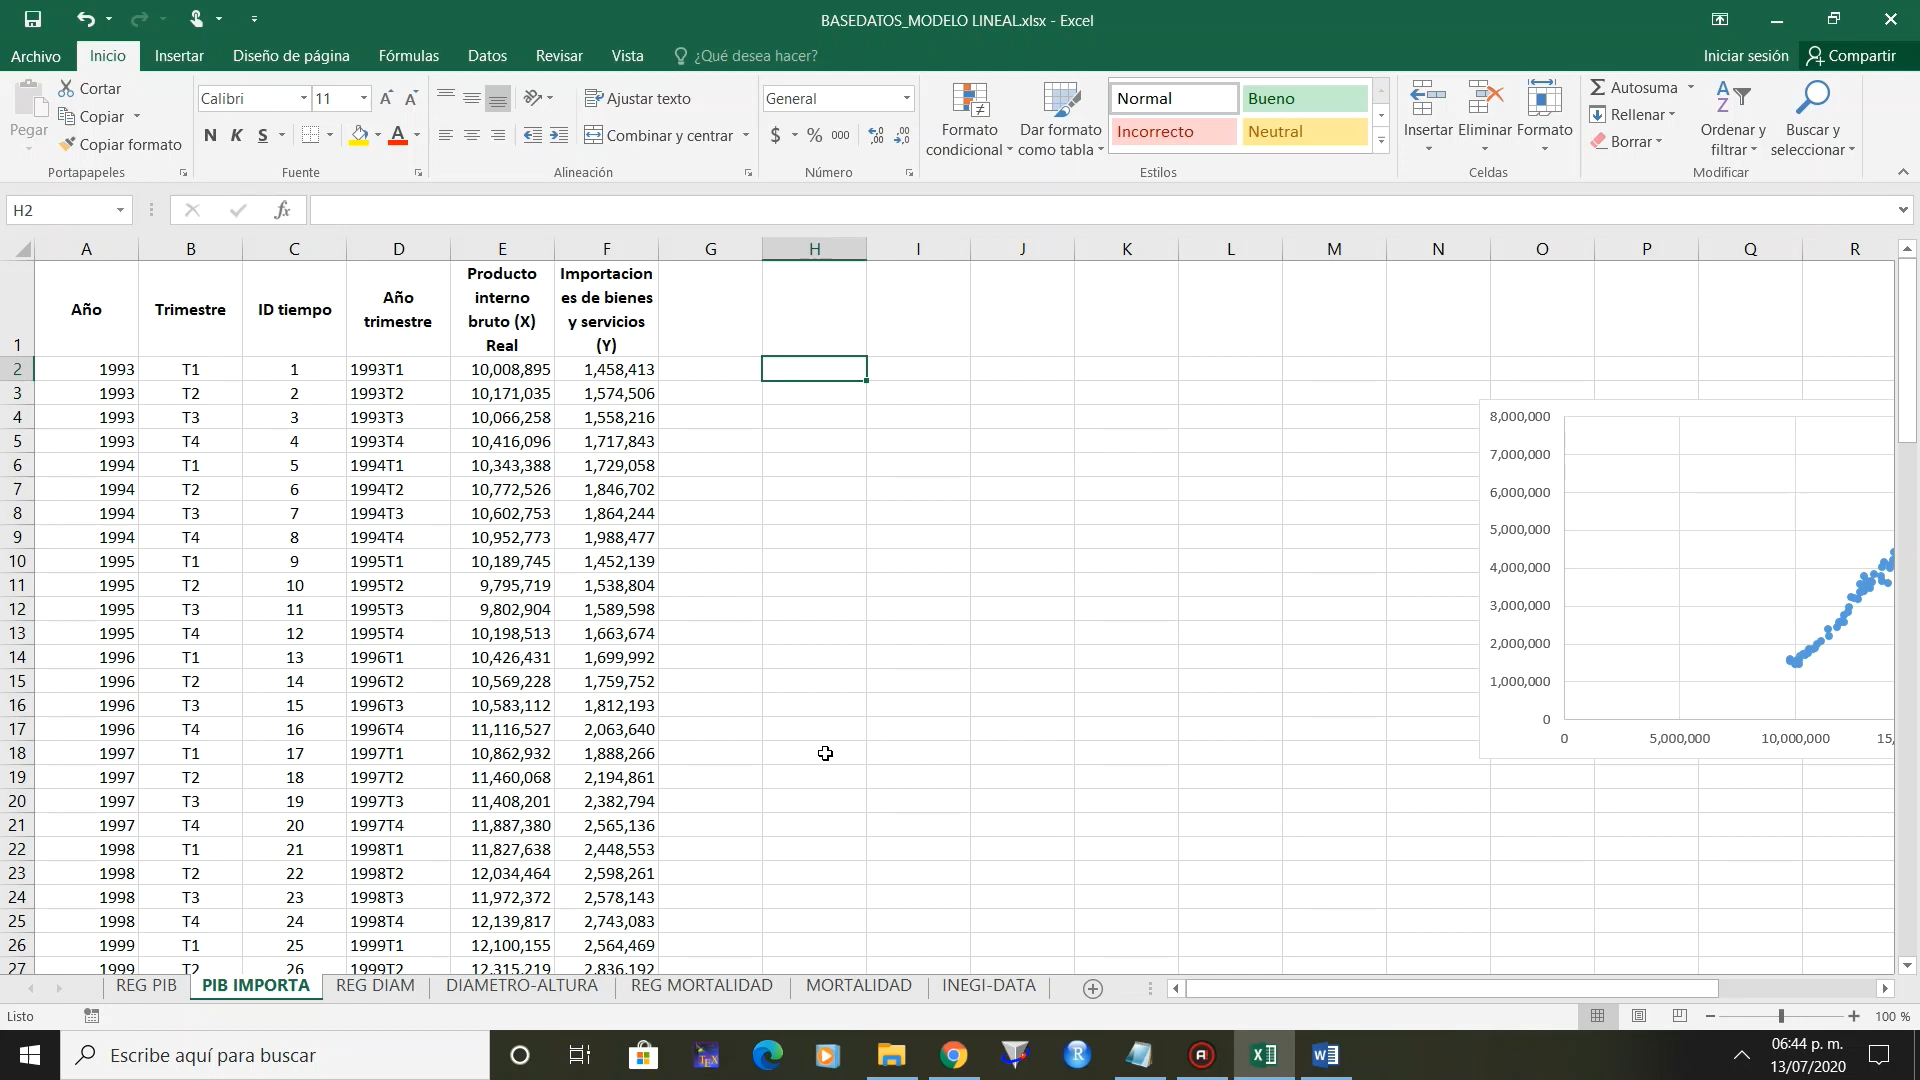 BASEDATOS_MODELO LINEAL.xlsx - Excel
Archivo Inicio Insertar Diseño de página Fórmulas Datos Revisar Vista ¿Qué desea hacer? Iniciar sesión Compartir
Pegar
Cortar
Copiar
Copiar formato
Portapapeles
Calibri 11
N K S
Fuente
Ajustar texto
Combinar y centrar
Alineación
General
$ % 000
Número
Formato condicional
Dar formato como tabla
Normal Bueno
Incorrecto Neutral
Estilos
Insertar Eliminar Formato
Celdas
Autosuma
Rellenar
Borrar
Ordenar y filtrar
Buscar y seleccionar
Modificar
H2 fx
A B C D E F G H I J K L M N O P Q R
1 Año Trimestre ID tiempo Año trimestre Producto interno bruto (X) Real Importaciones de bienes y servicios (Y)
2 1993 T1 1 1993T1 10,008,895 1,458,413
3 1993 T2 2 1993T2 10,171,035 1,574,506
4 1993 T3 3 1993T3 10,066,258 1,558,216
5 1993 T4 4 1993T4 10,416,096 1,717,843
6 1994 T1 5 1994T1 10,343,388 1,729,058
7 1994 T2 6 1994T2 10,772,526 1,846,702
8 1994 T3 7 1994T3 10,602,753 1,864,244
9 1994 T4 8 1994T4 10,952,773 1,988,477
10 1995 T1 9 1995T1 10,189,745 1,452,139
11 1995 T2 10 1995T2 9,795,719 1,538,804
12 1995 T3 11 1995T3 9,802,904 1,589,598
13 1995 T4 12 1995T4 10,198,513 1,663,674
14 1996 T1 13 1996T1 10,426,431 1,699,992
15 1996 T2 14 1996T2 10,569,228 1,759,752
16 1996 T3 15 1996T3 10,583,112 1,812,193
17 1996 T4 16 1996T4 11,116,527 2,063,640
18 1997 T1 17 1997T1 10,862,932 1,888,266
19 1997 T2 18 1997T2 11,460,068 2,194,861
20 1997 T3 19 1997T3 11,408,201 2,382,794
21 1997 T4 20 1997T4 11,887,380 2,565,136
22 1998 T1 21 1998T1 11,827,638 2,448,553
23 1998 T2 22 1998T2 12,034,464 2,598,261
24 1998 T3 23 1998T3 11,972,372 2,578,143
25 1998 T4 24 1998T4 12,139,817 2,743,083
26 1999 T1 25 1999T1 12,100,155 2,564,469
27 1999 T2 26 1999T2 12,315,219 2,836,192
8,000,000
7,000,000
6,000,000
5,000,000
4,000,000
3,000,000
2,000,000
1,000,000
0
0 5,000,000 10,000,000 15,
REG PIB PIB IMPORTA REG DIAM DIAMETRO-ALTURA REG MORTALIDAD MORTALIDAD INEGI-DATA
Listo 100 %
Escribe aquí para buscar
06:44 p. m.
13/07/2020